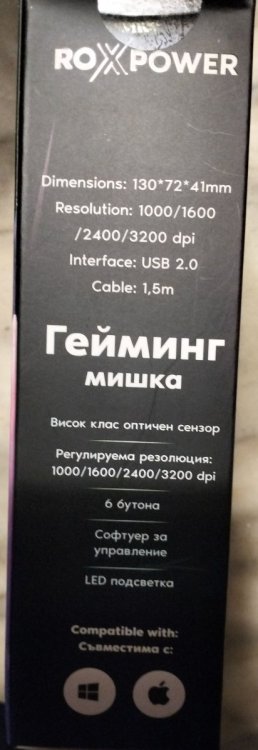 ROXPOWER
Dimensions: 130*72*41mm
Resolution: 1000/1600
/2400/3200 dpi
Interface: USB 2.0
Cable: 1,5m
Гейминг
мишка
Висок клас оптичен сензор
Регулируема резолюция:
1000/1600/2400/3200 dpi
6 бутона
Софтуер за
управление
LED подсветка
Compatible with:
Съвместима с: